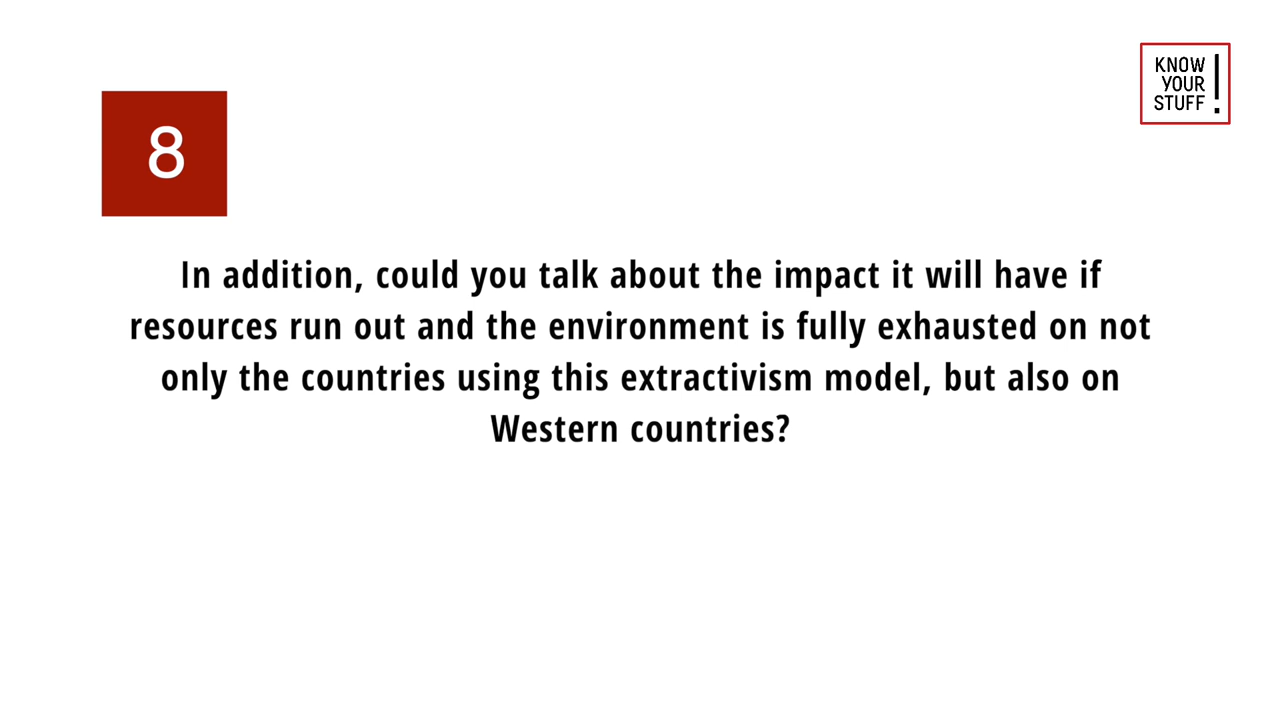 KNOW
YOUR
STUFF!
8
In addition, could you talk about the impact it will have if
resources run out and the environment is fully exhausted on not
only the countries using this extractivism model, but also on
Western countries?